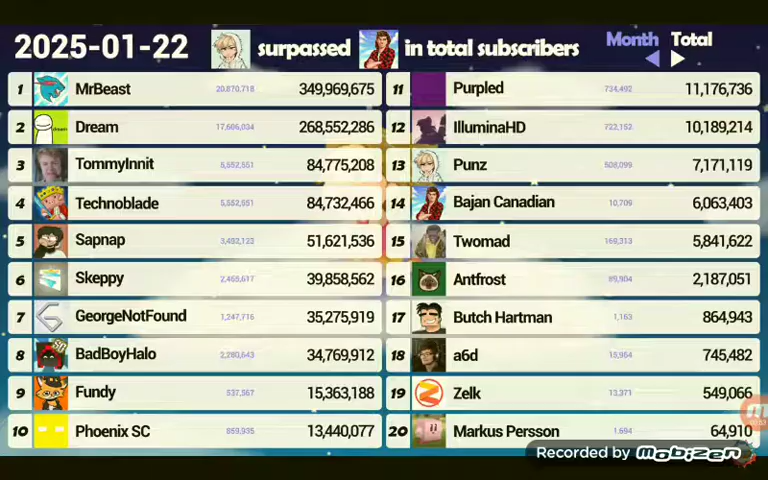 2025-01-22 surpassed in total subscribers Month Total
1 MrBeast 20,870,718 349,969,675
2 Dream 17,606,034 268,552,286
3 TommyInnit 5,552,551 84,775,208
4 Technoblade 5,552,951 84,732,466
5 Sapnap 3,492,123 51,621,536
6 Skeppy 2,465,617 39,858,562
7 GeorgeNotFound 1,247,716 35,275,919
8 BadBoyHalo 2,280,643 34,769,912
9 Fundy 537,567 15,363,188
10 Phoenix SC 859,935 13,440,077
11 Purpled 734,492 11,176,736
12 IlluminaHD 722,152 10,189,214
13 Punz 508,099 7,171,119
14 Bajan Canadian 10,709 6,063,403
15 Twomad 169,313 5,841,622
16 Antfrost 89,904 2,187,051
17 Butch Hartman 1,163 864,943
18 a6d 15,954 745,482
19 Zelk 13,371 549,066
20 Markus Persson 1,694 64,910
Recorded by Mobizen